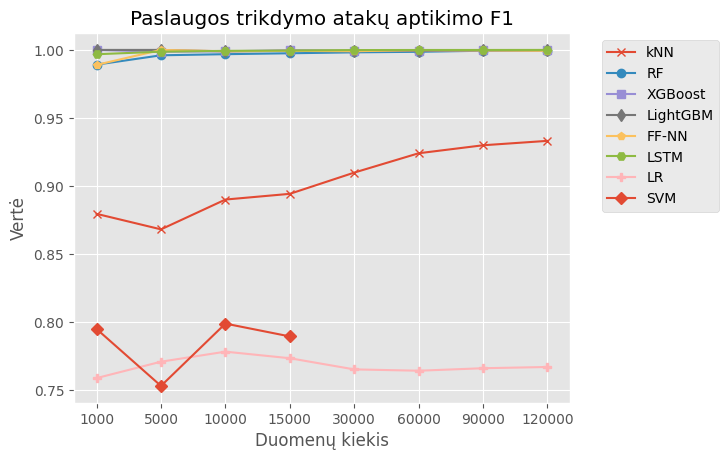 Paslaugos trikdymo atakų aptikimo F1
1.00
0.95
0.90
0.85
0.80
0.75
Vertė
1000 5000 10000 15000 30000 60000 90000 120000
Duomenų kiekis
kNN
RF
XGBoost
LightGBM
FF-NN
LSTM
LR
SVM